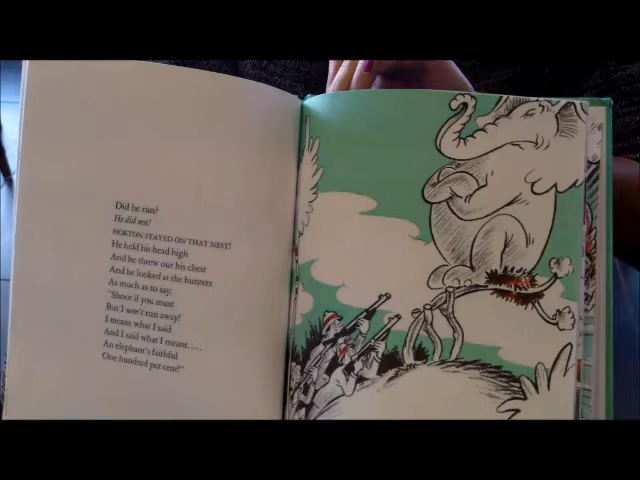 Did he run?
He did not!
HORTON STAYED ON THAT NEST!
He held his head high
And he threw out his chest
And he looked at the hunters
As much as to say,
"Shoot if you must
But I won't run away!
I meant what I said
And I said what I meant. . . .
An elephant's faithful
One hundred per cent!"